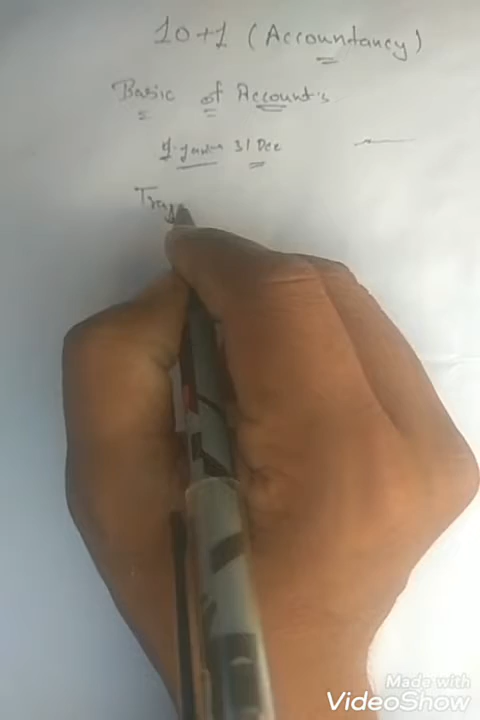 10+1 (Accountancy)
Basic of Account's
31 Dec
Made with
VideoShow